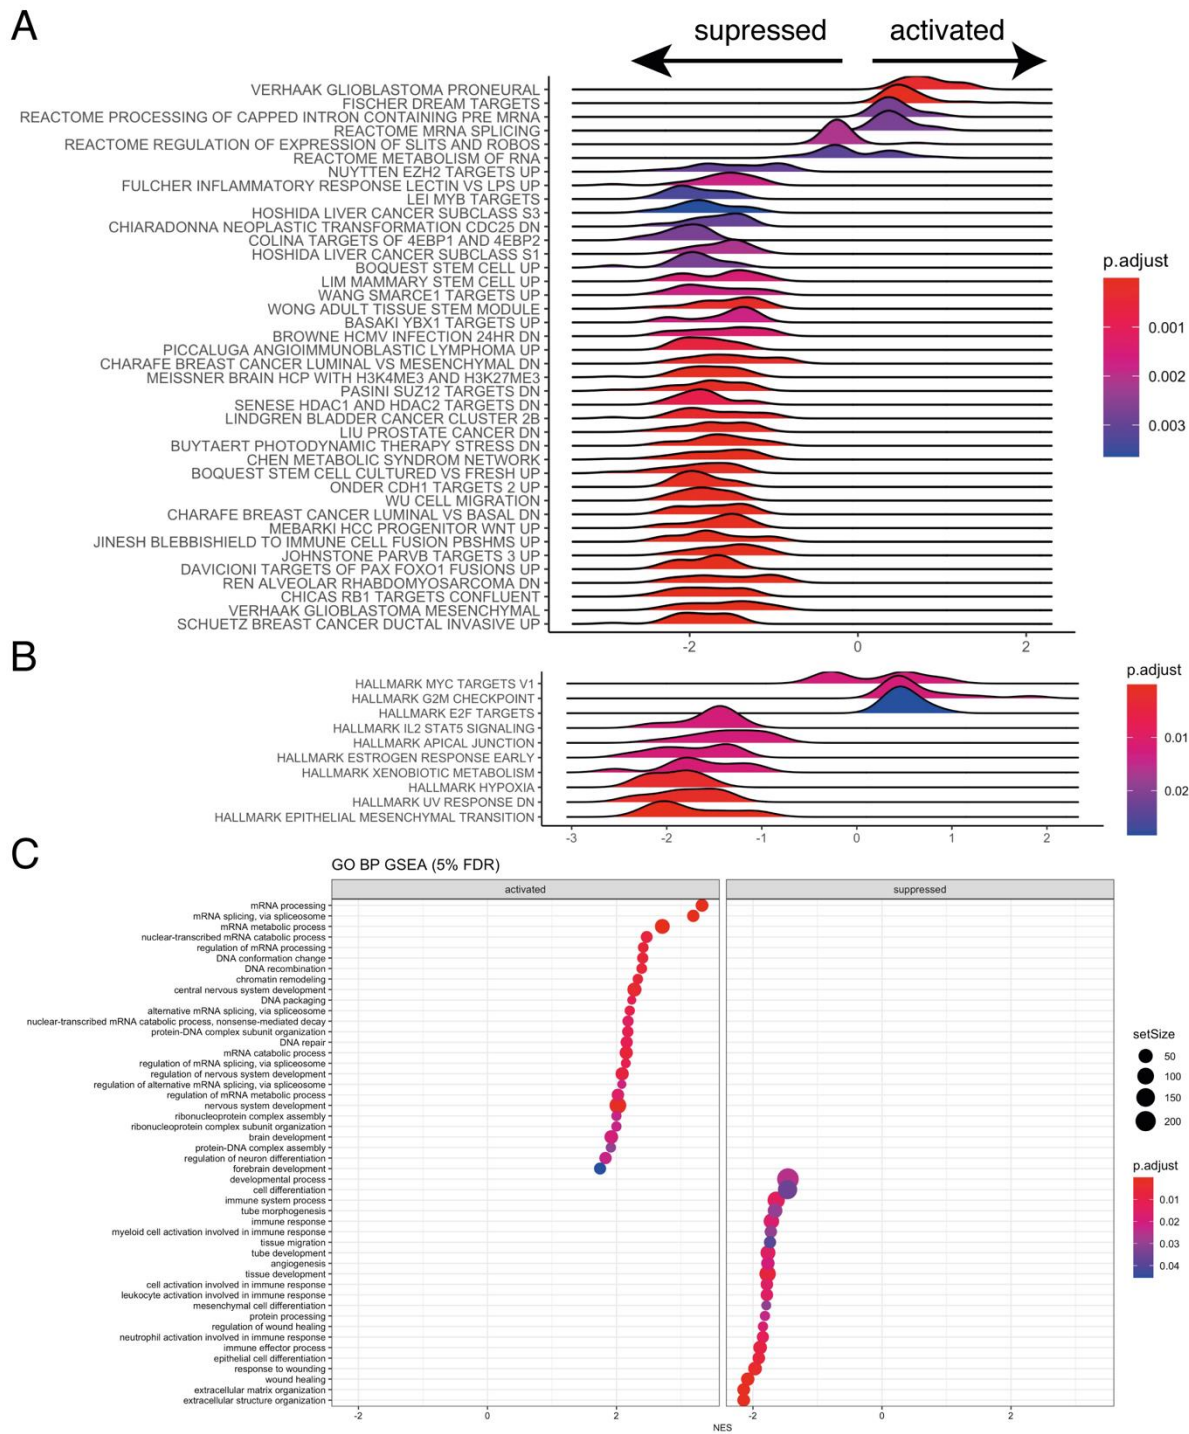 A
supressed
activated
VERHAAK GLIOBLASTOMA PRONEURAL
FISCHER DREAM TARGETS
REACTOME PROCESSING OF CAPPED INTRON CONTAINING PRE MRNA
REACTOME MRNA SPLICING
REACTOME REGULATION OF EXPRESSION OF SLITS AND ROBOS
REACTOME METABOLISM OF RNA
NUYTTEN EZH2 TARGETS UP
FULCHER INFLAMMATORY RESPONSE LECTIN VS LPS UP
LEI MYB TARGETS
HOSHIDA LIVER CANCER SUBCLASS S3
CHIARADONNA NEOPLASTIC TRANSFORMATION CDC25 DN
COLINA TARGETS OF 4EBP1 AND 4EBP2
HOSHIDA LIVER CANCER SUBCLASS S1
BOQUEST STEM CELL UP
LIM MAMMARY STEM CELL UP
WANG SMARCE1 TARGETS UP
WONG ADULT TISSUE STEM MODULE
BASAKI YBX1 TARGETS UP
BROWNE HCMV INFECTION 24HR DN
PICCALUGA ANGIOIMMUNOBLASTIC LYMPHOMA UP
CHARAFE BREAST CANCER LUMINAL VS MESENCHYMAL DN
MEISSNER BRAIN HCP WITH H3K4ME3 AND H3K27ME3
PASINI SUZ12 TARGETS DN
SENESE HDAC1 AND HDAC2 TARGETS DN
LINDGREN BLADDER CANCER CLUSTER 2B
LIU PROSTATE CANCER DN
BUYTAERT PHOTODYNAMIC THERAPY STRESS DN
CHEN METABOLIC SYNDROM NETWORK
BOQUEST STEM CELL CULTURED VS FRESH UP
ONDER CDH1 TARGETS 2 UP
WU CELL MIGRATION
CHARAFE BREAST CANCER LUMINAL VS BASAL DN
MEBARKI HCC PROGENITOR WNT UP
JINESH BLEBBISHIELD TO IMMUNE CELL FUSION PBSHMS UP
JOHNSTONE PARVB TARGETS 3 UP
DAVICIONI TARGETS OF PAX FOXO1 FUSIONS UP
REN ALVEOLAR RHABDOMYOSARCOMA DN
CHICAS RB1 TARGETS CONFLUENT
VERHAAK GLIOBLASTOMA MESENCHYMAL
SCHUETZ BREAST CANCER DUCTAL INVASIVE UP
-2 0 2
p.adjust
0.001
0.002
0.003
B
HALLMARK MYC TARGETS V1
HALLMARK G2M CHECKPOINT
HALLMARK E2F TARGETS
HALLMARK IL2 STAT5 SIGNALING
HALLMARK APICAL JUNCTION
HALLMARK ESTROGEN RESPONSE EARLY
HALLMARK XENOBIOTIC METABOLISM
HALLMARK HYPOXIA
HALLMARK UV RESPONSE DN
HALLMARK EPITHELIAL MESENCHYMAL TRANSITION
-3 -2 -1 0 1 2
p.adjust
0.01
0.02
C
GO BP GSEA (5% FDR)
activated
suppressed
mRNA processing
mRNA splicing, via spliceosome
mRNA metabolic process
nuclear-transcribed mRNA catabolic process
regulation of mRNA processing
DNA conformation change
DNA recombination
chromatin remodeling
central nervous system development
DNA packaging
alternative mRNA splicing, via spliceosome
nuclear-transcribed mRNA catabolic process, nonsense-mediated decay
protein-DNA complex subunit organization
DNA repair
mRNA catabolic process
regulation of mRNA splicing, via spliceosome
regulation of nervous system development
regulation of alternative mRNA splicing, via spliceosome
regulation of mRNA metabolic process
nervous system development
ribonucleoprotein complex assembly
ribonucleoprotein complex subunit organization
brain development
protein-DNA complex assembly
regulation of neuron differentiation
forebrain development
developmental process
cell differentiation
immune system process
tube morphogenesis
immune response
myeloid cell activation involved in immune response
tissue migration
tube development
angiogenesis
tissue development
cell activation involved in immune response
leukocyte activation involved in immune response
mesenchymal cell differentiation
protein processing
regulation of wound healing
neutrophil activation involved in immune response
immune effector process
epithelial cell differentiation
response to wounding
wound healing
extracellular matrix organization
extracellular structure organization
-2 0 2 -2 0 2
NES
setSize
50
100
150
200
p.adjust
0.01
0.02
0.03
0.04